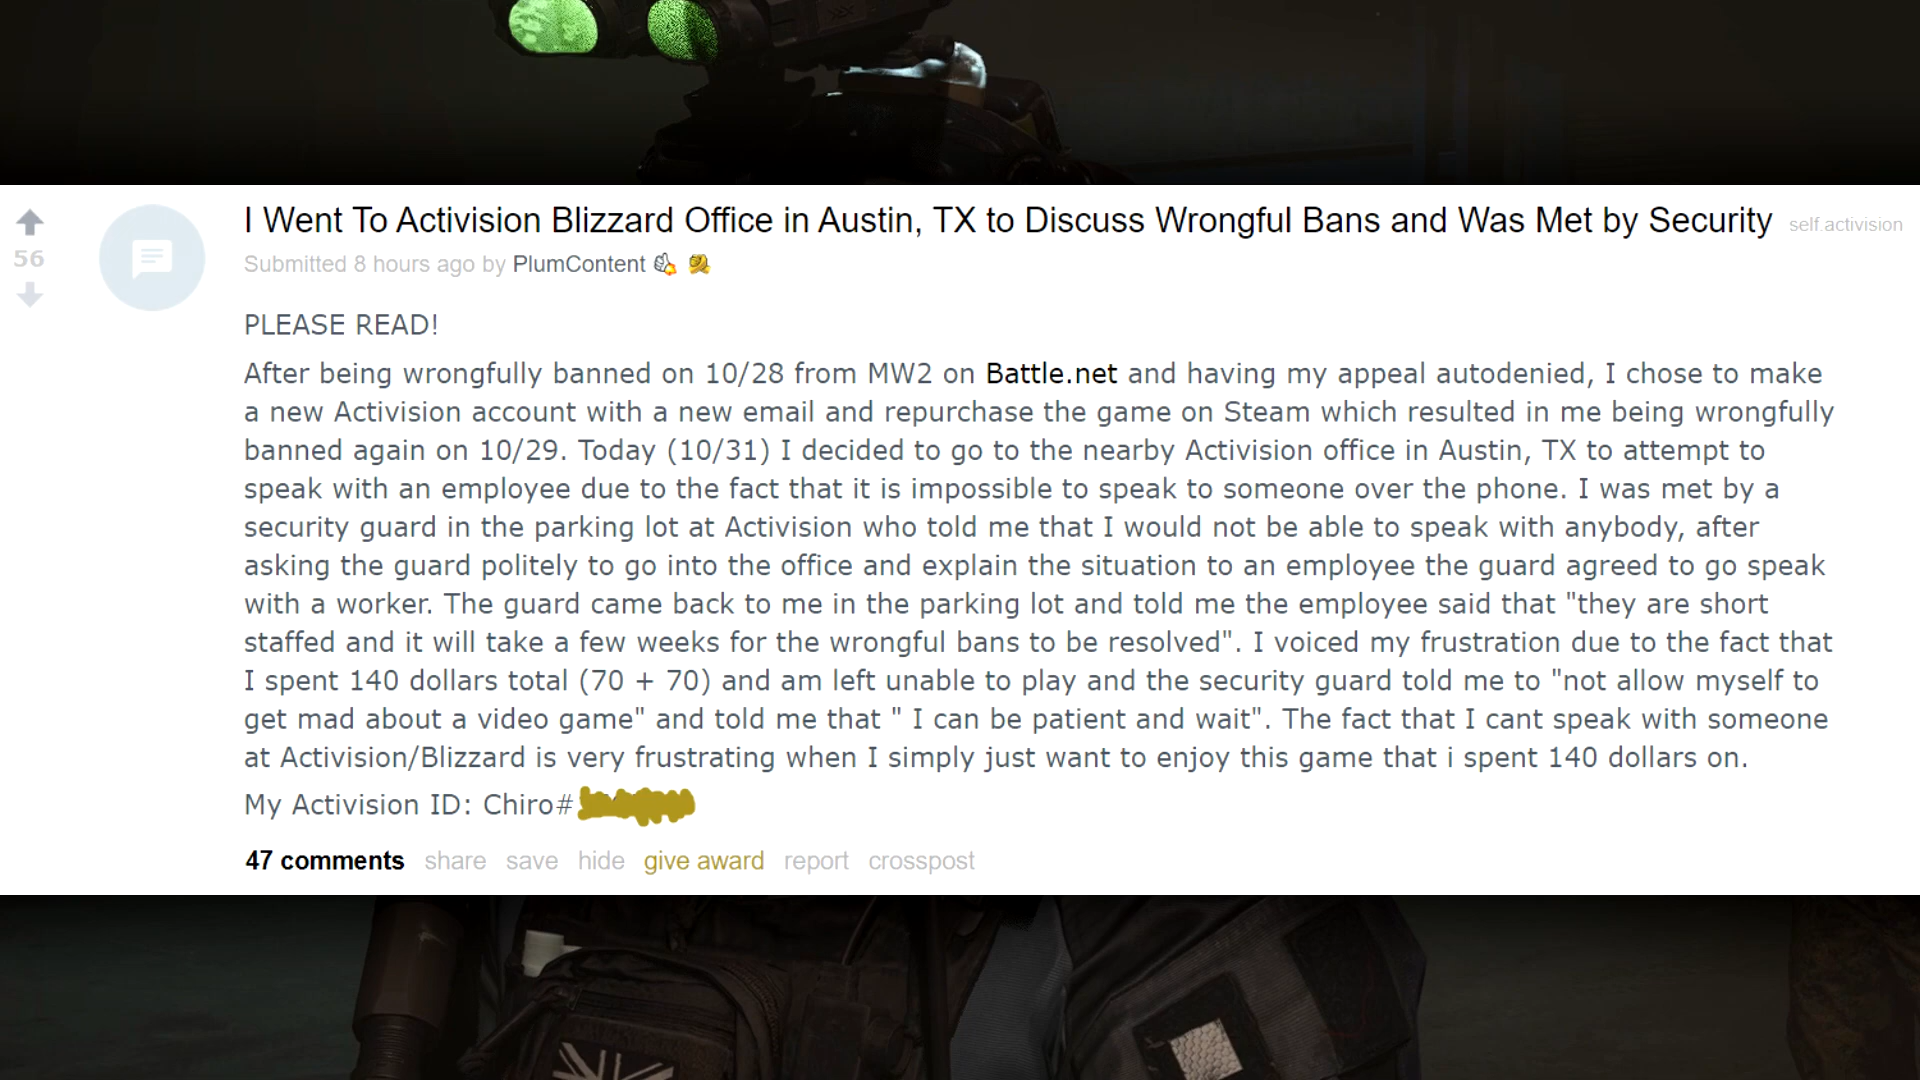 I Went To Activision Blizzard Office in Austin, TX to Discuss Wrongful Bans and Was Met by Security self.activision
56
Submitted 8 hours ago by PlumContent
PLEASE READ!
After being wrongfully banned on 10/28 from MW2 on Battle.net and having my appeal autodenied, I chose to make
a new Activision account with a new email and repurchase the game on Steam which resulted in me being wrongfully
banned again on 10/29. Today (10/31) I decided to go to the nearby Activision office in Austin, TX to attempt to
speak with an employee due to the fact that it is impossible to speak to someone over the phone. I was met by a
security guard in the parking lot at Activision who told me that I would not be able to speak with anybody, after
asking the guard politely to go into the office and explain the situation to an employee the guard agreed to go speak
with a worker. The guard came back to me in the parking lot and told me the employee said that "they are short
staffed and it will take a few weeks for the wrongful bans to be resolved". I voiced my frustration due to the fact that
I spent 140 dollars total (70 + 70) and am left unable to play and the security guard told me to "not allow myself to
get mad about a video game" and told me that " I can be patient and wait". The fact that I cant speak with someone
at Activision/Blizzard is very frustrating when I simply just want to enjoy this game that i spent 140 dollars on.
My Activision ID: Chiro#
47 comments share save hide give award report crosspost